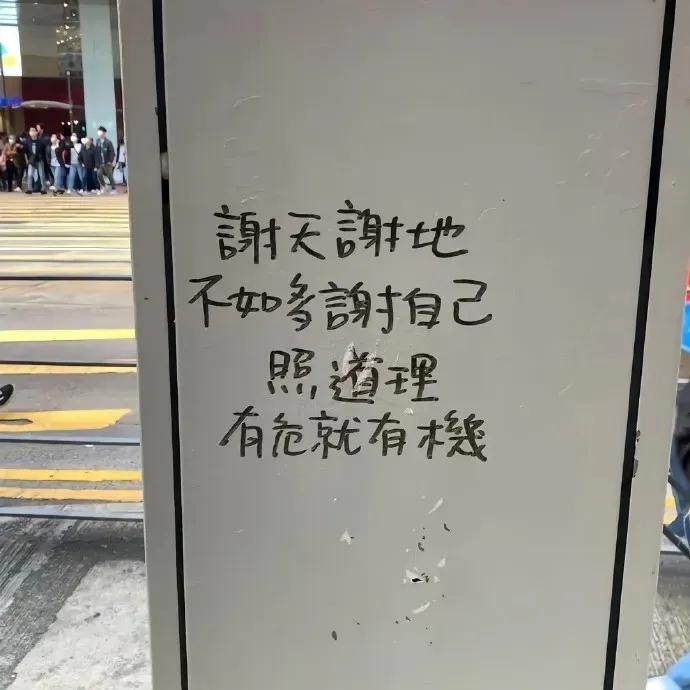 謝天謝地
不如多謝自己
照道理
有危就有機